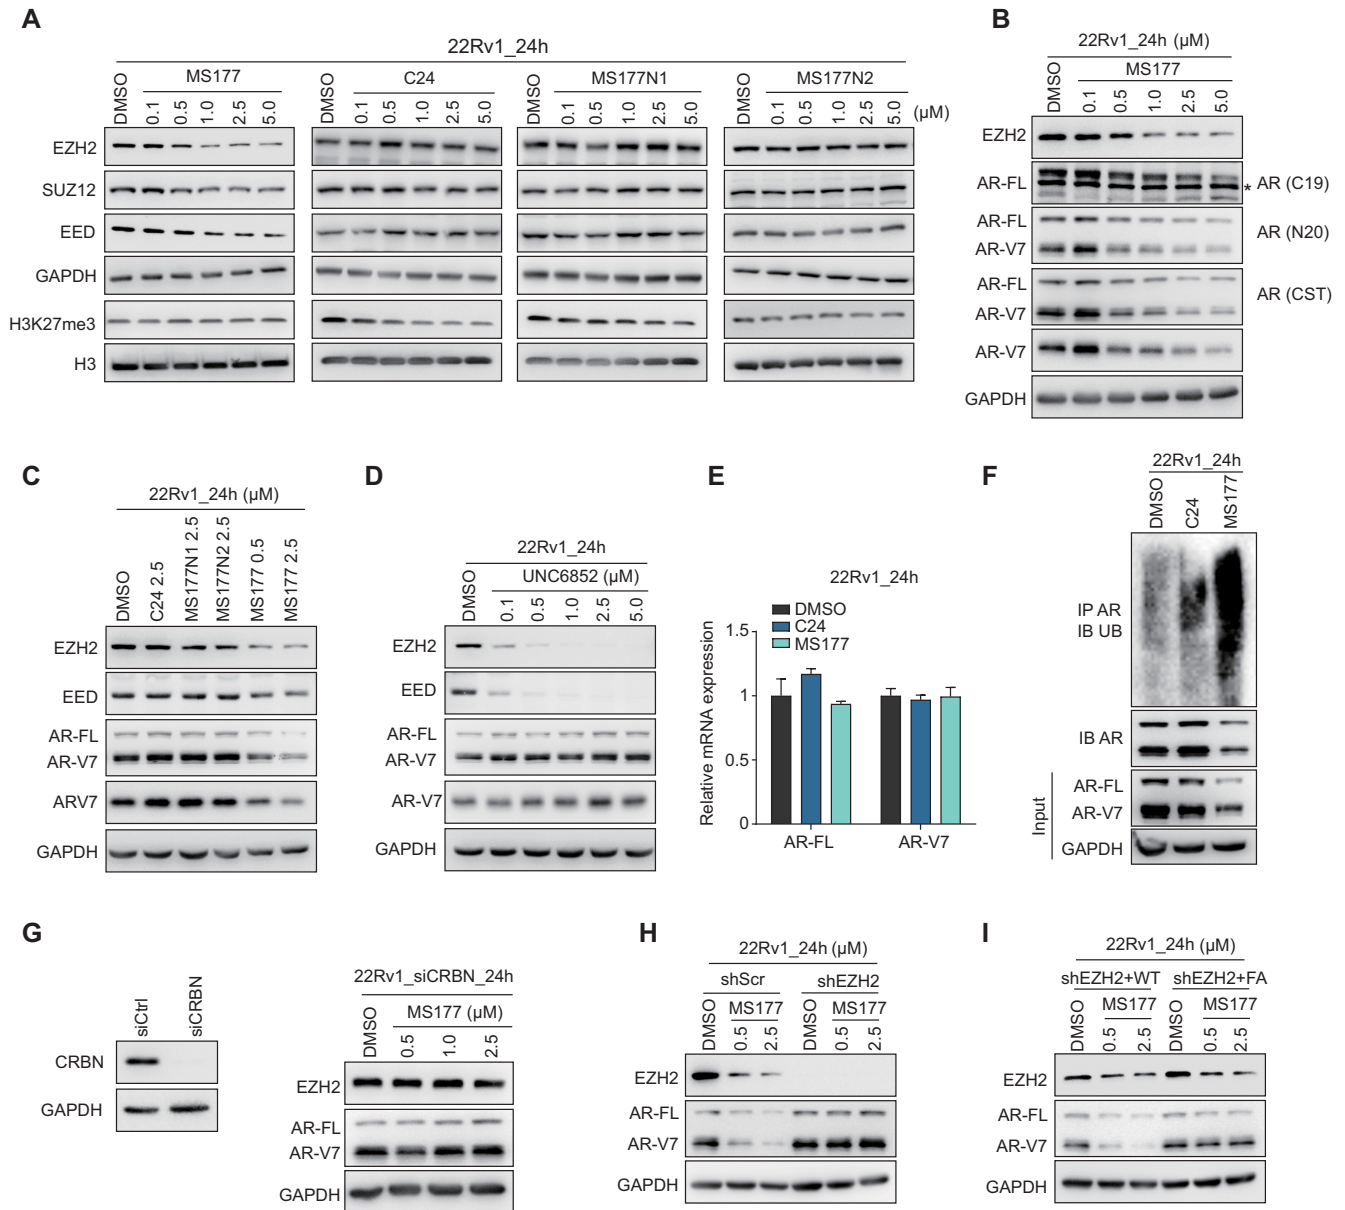 A
22Rv1_24h
MS177
C24
MS177N1
MS177N2
DMSO 0.1 0.5 1.0 2.5 5.0
DMSO 0.1 0.5 1.0 2.5 5.0
DMSO 0.1 0.5 1.0 2.5 5.0
DMSO 0.1 0.5 1.0 2.5 5.0
(µM)
EZH2
SUZ12
EED
GAPDH
H3K27me3
H3
B
22Rv1_24h (µM)
MS177
DMSO 0.1 0.5 1.0 2.5 5.0
EZH2
AR-FL * AR (C19)
AR-FL
AR (N20)
AR-V7
AR-FL
AR (CST)
AR-V7
AR-V7
GAPDH
C
22Rv1_24h (µM)
DMSO
C24 2.5
MS177N1 2.5
MS177N2 2.5
MS177 0.5
MS177 2.5
EZH2
EED
AR-FL
AR-V7
ARV7
GAPDH
D
22Rv1_24h
UNC6852 (µM)
DMSO 0.1 0.5 1.0 2.5 5.0
EZH2
EED
AR-FL
AR-V7
AR-V7
GAPDH
E
22Rv1_24h
DMSO
C24
MS177
Relative mRNA expression
1.5
1
0.5
0
AR-FL
AR-V7
F
22Rv1_24h
DMSO
C24
MS177
IP AR
IB UB
IB AR
Input
AR-FL
AR-V7
GAPDH
G
siCtrl
siCRBN
CRBN
GAPDH
22Rv1_siCRBN_24h
MS177 (µM)
DMSO 0.5 1.0 2.5
EZH2
AR-FL
AR-V7
GAPDH
H
22Rv1_24h (µM)
shScr
shEZH2
MS177
MS177
DMSO 0.5 2.5 DMSO 0.5 2.5
EZH2
AR-FL
AR-V7
GAPDH
I
22Rv1_24h (µM)
shEZH2+WT
shEZH2+FA
MS177
MS177
DMSO 0.5 2.5 DMSO 0.5 2.5
EZH2
AR-FL
AR-V7
GAPDH